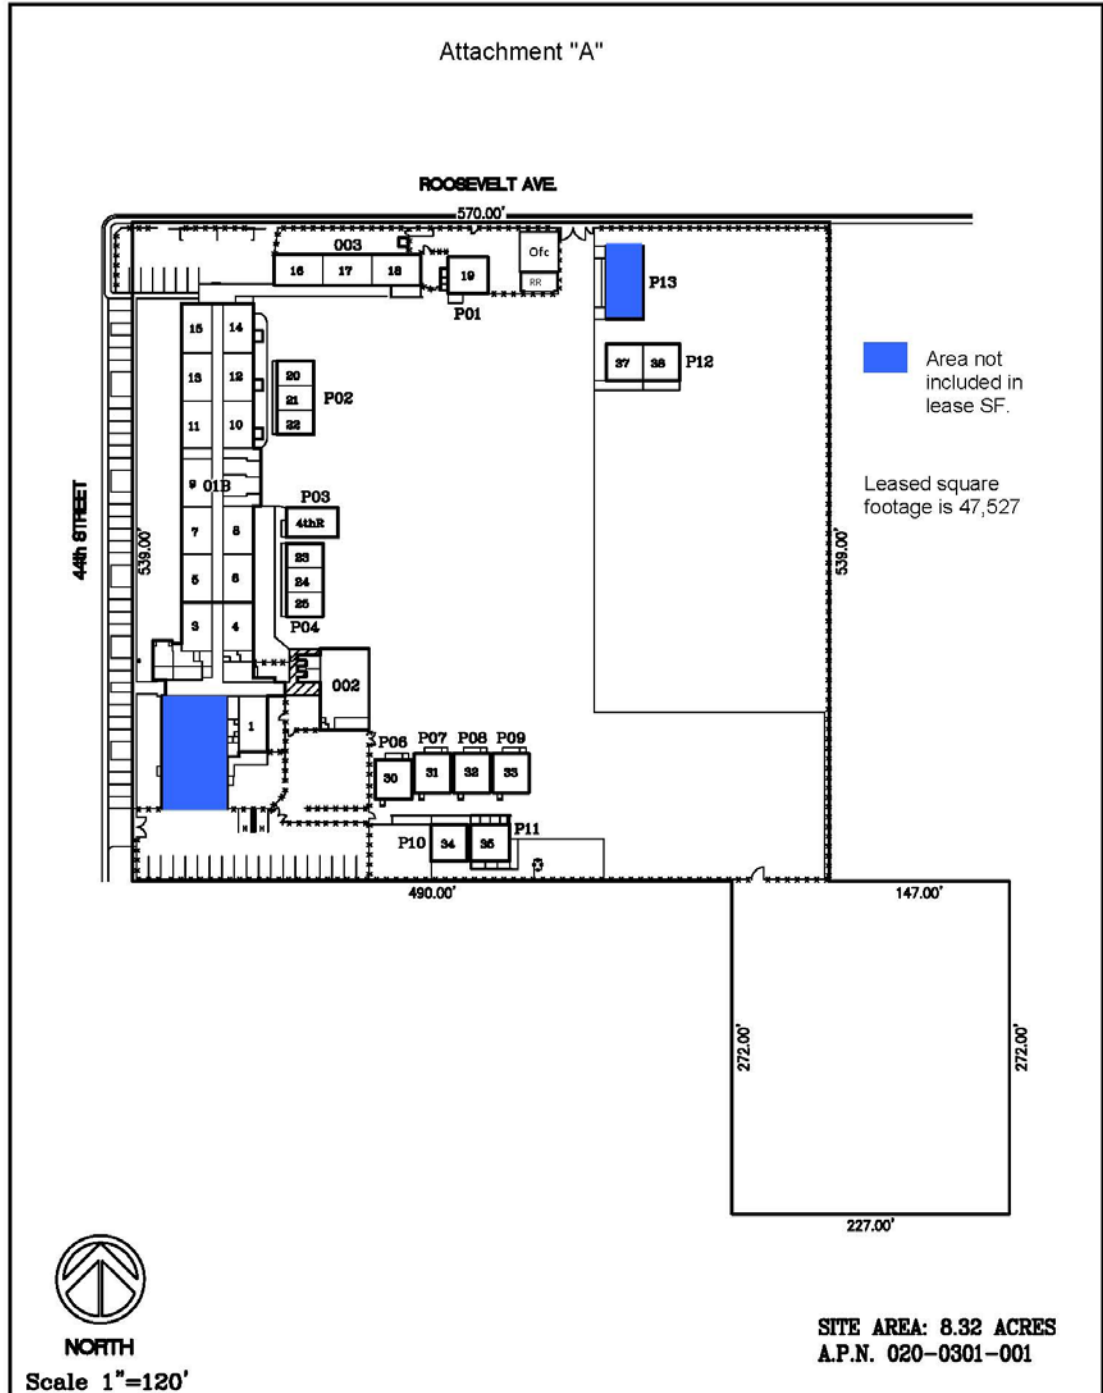 Attachment "A"
ROOSEVELT AVE.
570.00'
003
16
17
18
19
P01
Ofc
RR
P13
15
14
13
12
11
10
20
21
22
P02
37
38
P12
Area not
included in
lease SF.
Leased square
footage is 47,527
9
01B
7
8
5
6
3
4
P03
4thR
23
24
25
P04
44th STREET
539.00'
539.00'
002
1
P06
P07
P08
P09
30
31
32
33
P10
34
35
P11
490.00'
147.00'
272.00'
272.00'
227.00'
NORTH
Scale 1"=120'
SITE AREA: 8.32 ACRES
A.P.N. 020-0301-001